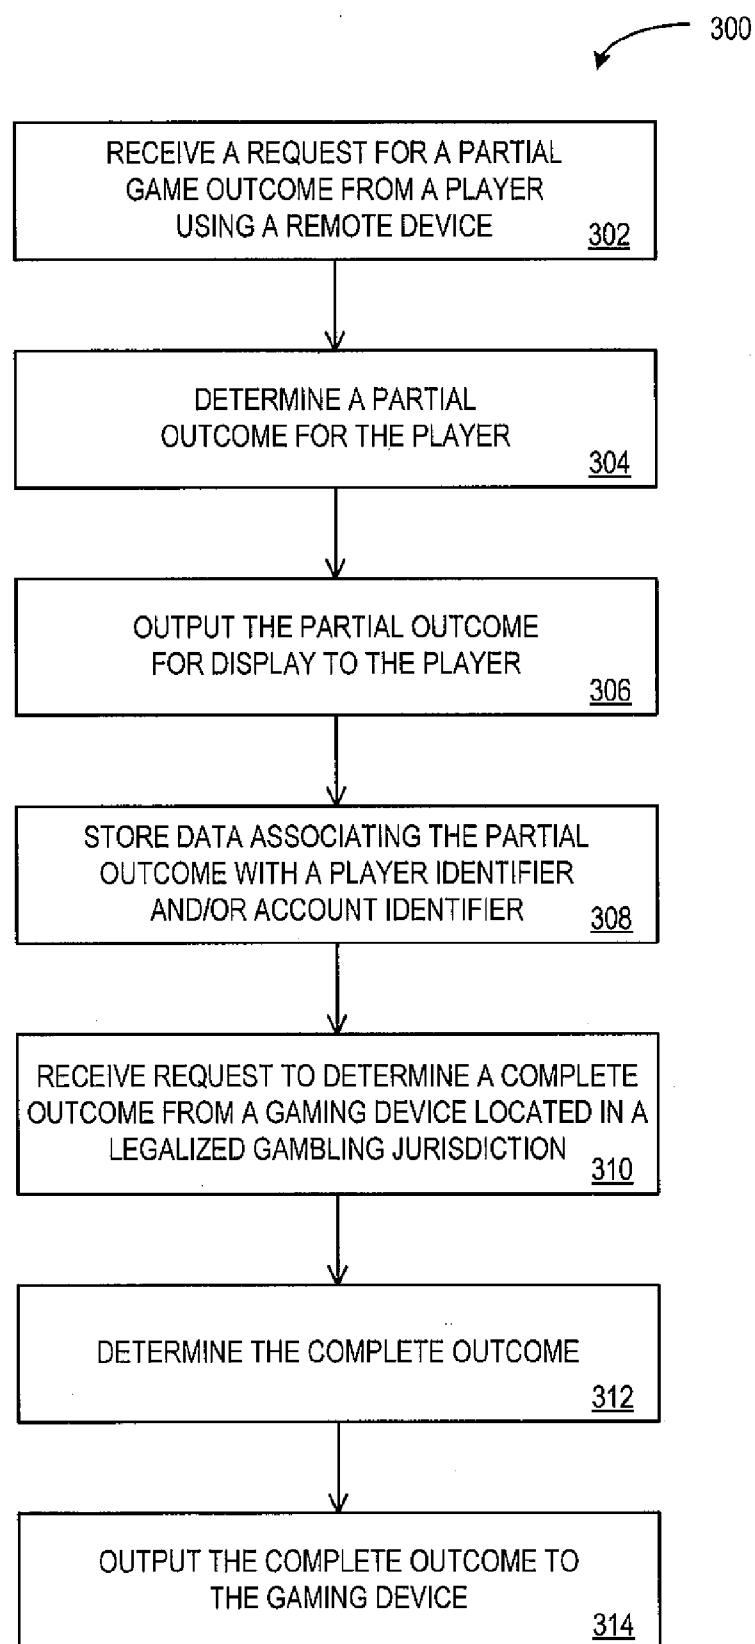 300
RECEIVE A REQUEST FOR A PARTIAL
GAME OUTCOME FROM A PLAYER
USING A REMOTE DEVICE
302
DETERMINE A PARTIAL
OUTCOME FOR THE PLAYER
304
OUTPUT THE PARTIAL OUTCOME
FOR DISPLAY TO THE PLAYER
306
STORE DATA ASSOCIATING THE PARTIAL
OUTCOME WITH A PLAYER IDENTIFIER
AND/OR ACCOUNT IDENTIFIER
308
RECEIVE REQUEST TO DETERMINE A COMPLETE
OUTCOME FROM A GAMING DEVICE LOCATED IN A
LEGALIZED GAMBLING JURISDICTION
310
DETERMINE THE COMPLETE OUTCOME
312
OUTPUT THE COMPLETE OUTCOME TO
THE GAMING DEVICE
314